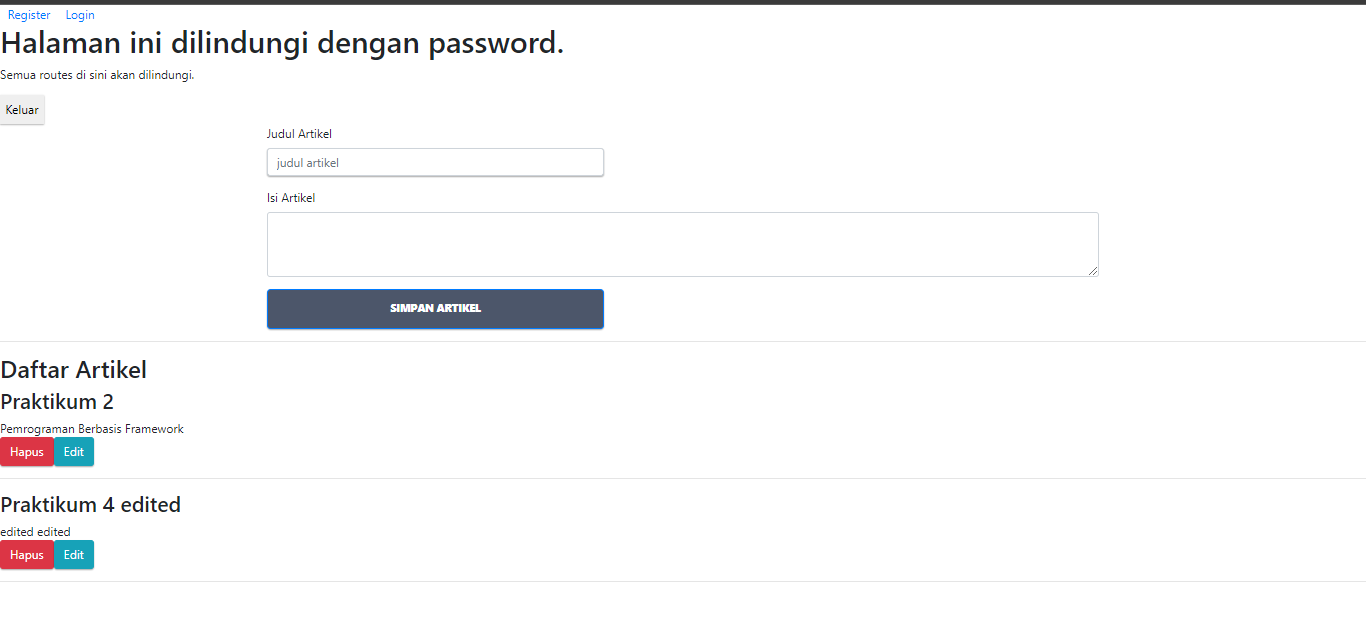 Register Login
Halaman ini dilindungi dengan password.
Semua routes di sini akan dilindungi.
Keluar
Judul Artikel
judul artikel
Isi Artikel
SIMPAN ARTIKEL
Daftar Artikel
Praktikum 2
Pemrograman Berbasis Framework
Hapus Edit
Praktikum 4 edited
edited edited
Hapus Edit